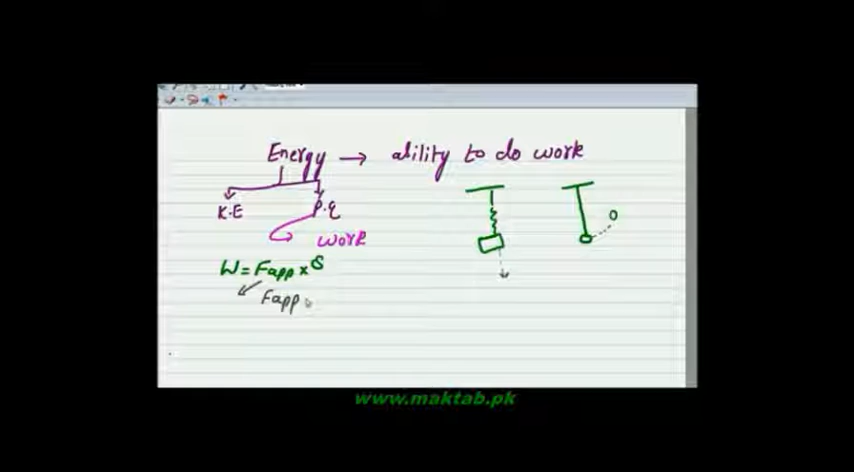 Energy → ability to do work
K.E P.E
work
W = Fapp × S
Fapp
www.maktab.pk